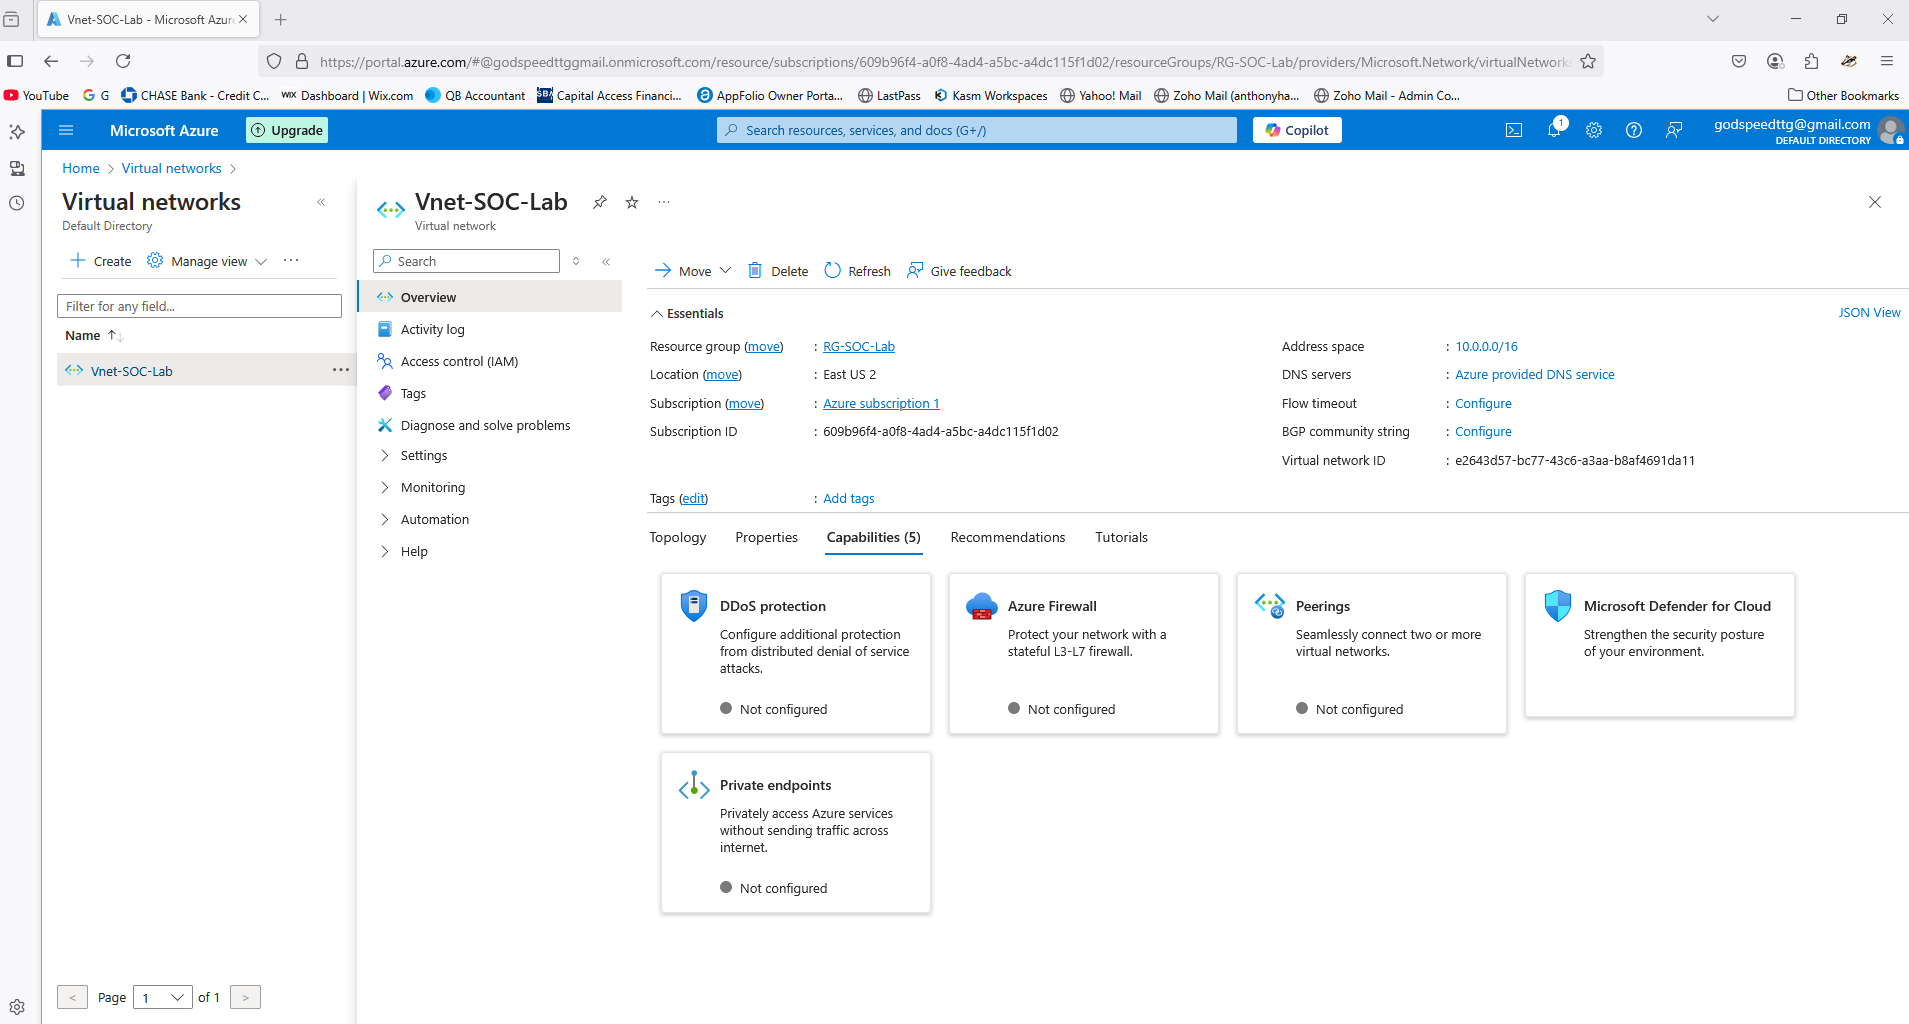 Vnet-SOC-Lab - Microsoft Azure
https://portal.azure.com/#@godspeedttggmail.onmicrosoft.com/resource/subscriptions/609b96f4-a0f8-4ad4-a5bc-a4dc115f1d02/resourceGroups/RG-SOC-Lab/providers/Microsoft.Network/virtualNetwork
YouTube G CHASE Bank - Credit C... WIX Dashboard | Wix.com QB Accountant SBA Capital Access Financi... AppFolio Owner Porta... LastPass Kasm Workspaces Yahoo! Mail Zoho Mail (anthonyha... Zoho Mail - Admin Co... Other Bookmarks
Microsoft Azure Upgrade Search resources, services, and docs (G+/) Copilot 1 godspeedttg@gmail.com
DEFAULT DIRECTORY
Home > Virtual networks >
Virtual networks «
Default Directory
+ Create Manage view ...
Filter for any field...
Name ↑↓
Vnet-SOC-Lab ...
< Page 1 of 1 >
Vnet-SOC-Lab ...
Virtual network
Search «
Overview
Activity log
Access control (IAM)
Tags
Diagnose and solve problems
Settings
Monitoring
Automation
Help
Move Delete Refresh Give feedback
Essentials JSON View
Resource group (move) : RG-SOC-Lab
Location (move) : East US 2
Subscription (move) : Azure subscription 1
Subscription ID : 609b96f4-a0f8-4ad4-a5bc-a4dc115f1d02
Address space : 10.0.0.0/16
DNS servers : Azure provided DNS service
Flow timeout : Configure
BGP community string : Configure
Virtual network ID : e2643d57-bc77-43c6-a3aa-b8af4691da11
Tags (edit) : Add tags
Topology Properties Capabilities (5) Recommendations Tutorials
DDoS protection
Configure additional protection
from distributed denial of service
attacks.
Not configured
Azure Firewall
Protect your network with a
stateful L3-L7 firewall.
Not configured
Peerings
Seamlessly connect two or more
virtual networks.
Not configured
Microsoft Defender for Cloud
Strengthen the security posture
of your environment.
Private endpoints
Privately access Azure services
without sending traffic across
internet.
Not configured